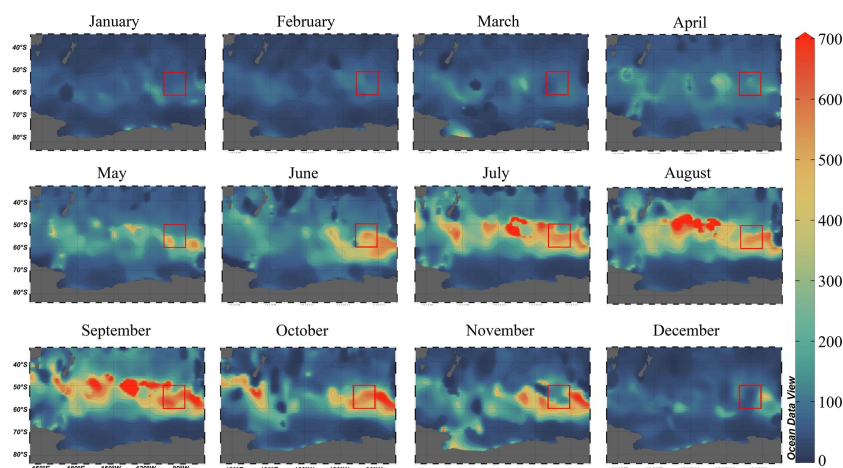 January February March April
700
40°S
50°S
60°S
70°S
80°S
600
May June July August
500
40°S
50°S
60°S
70°S
80°S
400
300
September October November December
200
40°S
50°S
60°S
70°S
80°S
100
0
Ocean Data View